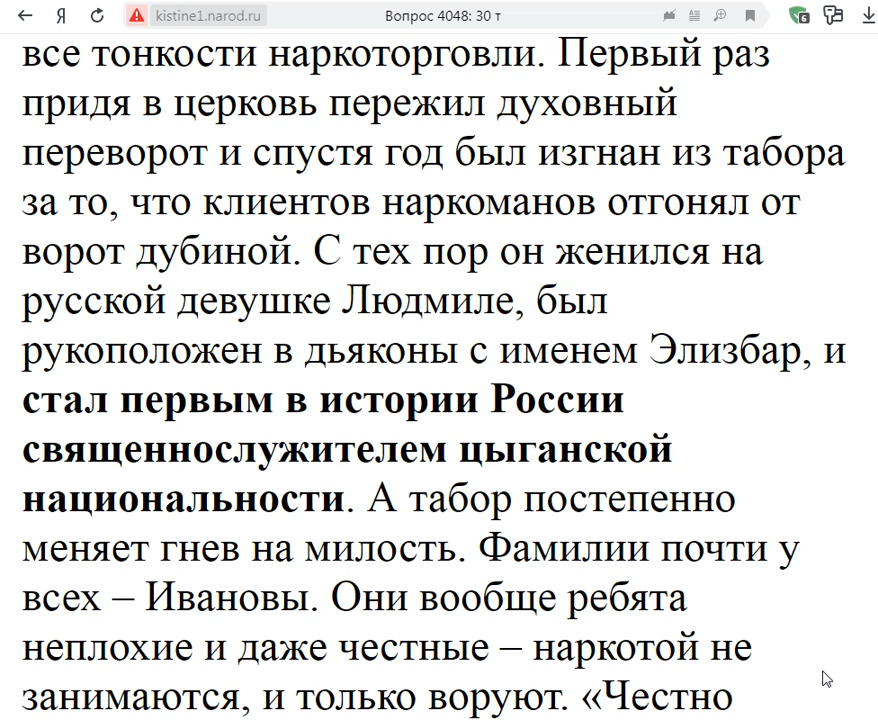 Я kistine1.narod.ru Вопрос 4048: 30 т 6
все тонкости наркоторговли. Первый раз
придя в церковь пережил духовный
переворот и спустя год был изгнан из табора
за то, что клиентов наркоманов отгонял от
ворот дубиной. С тех пор он женился на
русской девушке Людмиле, был
рукоположен в дьяконы с именем Элизбар, и
стал первым в истории России
священнослужителем цыганской
национальности. А табор постепенно
меняет гнев на милость. Фамилии почти у
всех – Ивановы. Они вообще ребята
неплохие и даже честные – наркотой не
занимаются, и только воруют. «Честно